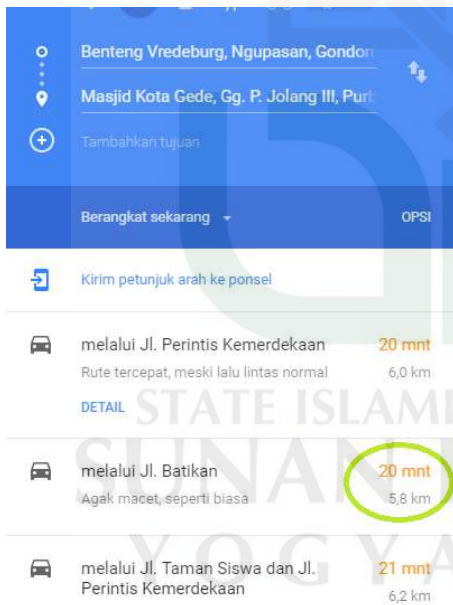 Benteng Vredeburg, Ngupasan, Gondon
Masjid Kota Gede, Gg. P. Jolang III, Purb
Tambahkan tujuan
Berangkat sekarang OPSI
Kirim petunjuk arah ke ponsel
melalui Jl. Perintis Kemerdekaan 20 mnt
Rute tercepat, meski lalu lintas normal 6,0 km
DETAIL
STATE ISLAMI
melalui Jl. Batikan 20 mnt
SUNAN
Agak macet, seperti biasa 5,8 km
YOGYA
melalui Jl. Taman Siswa dan Jl. 21 mnt
Perintis Kemerdekaan 6,2 km